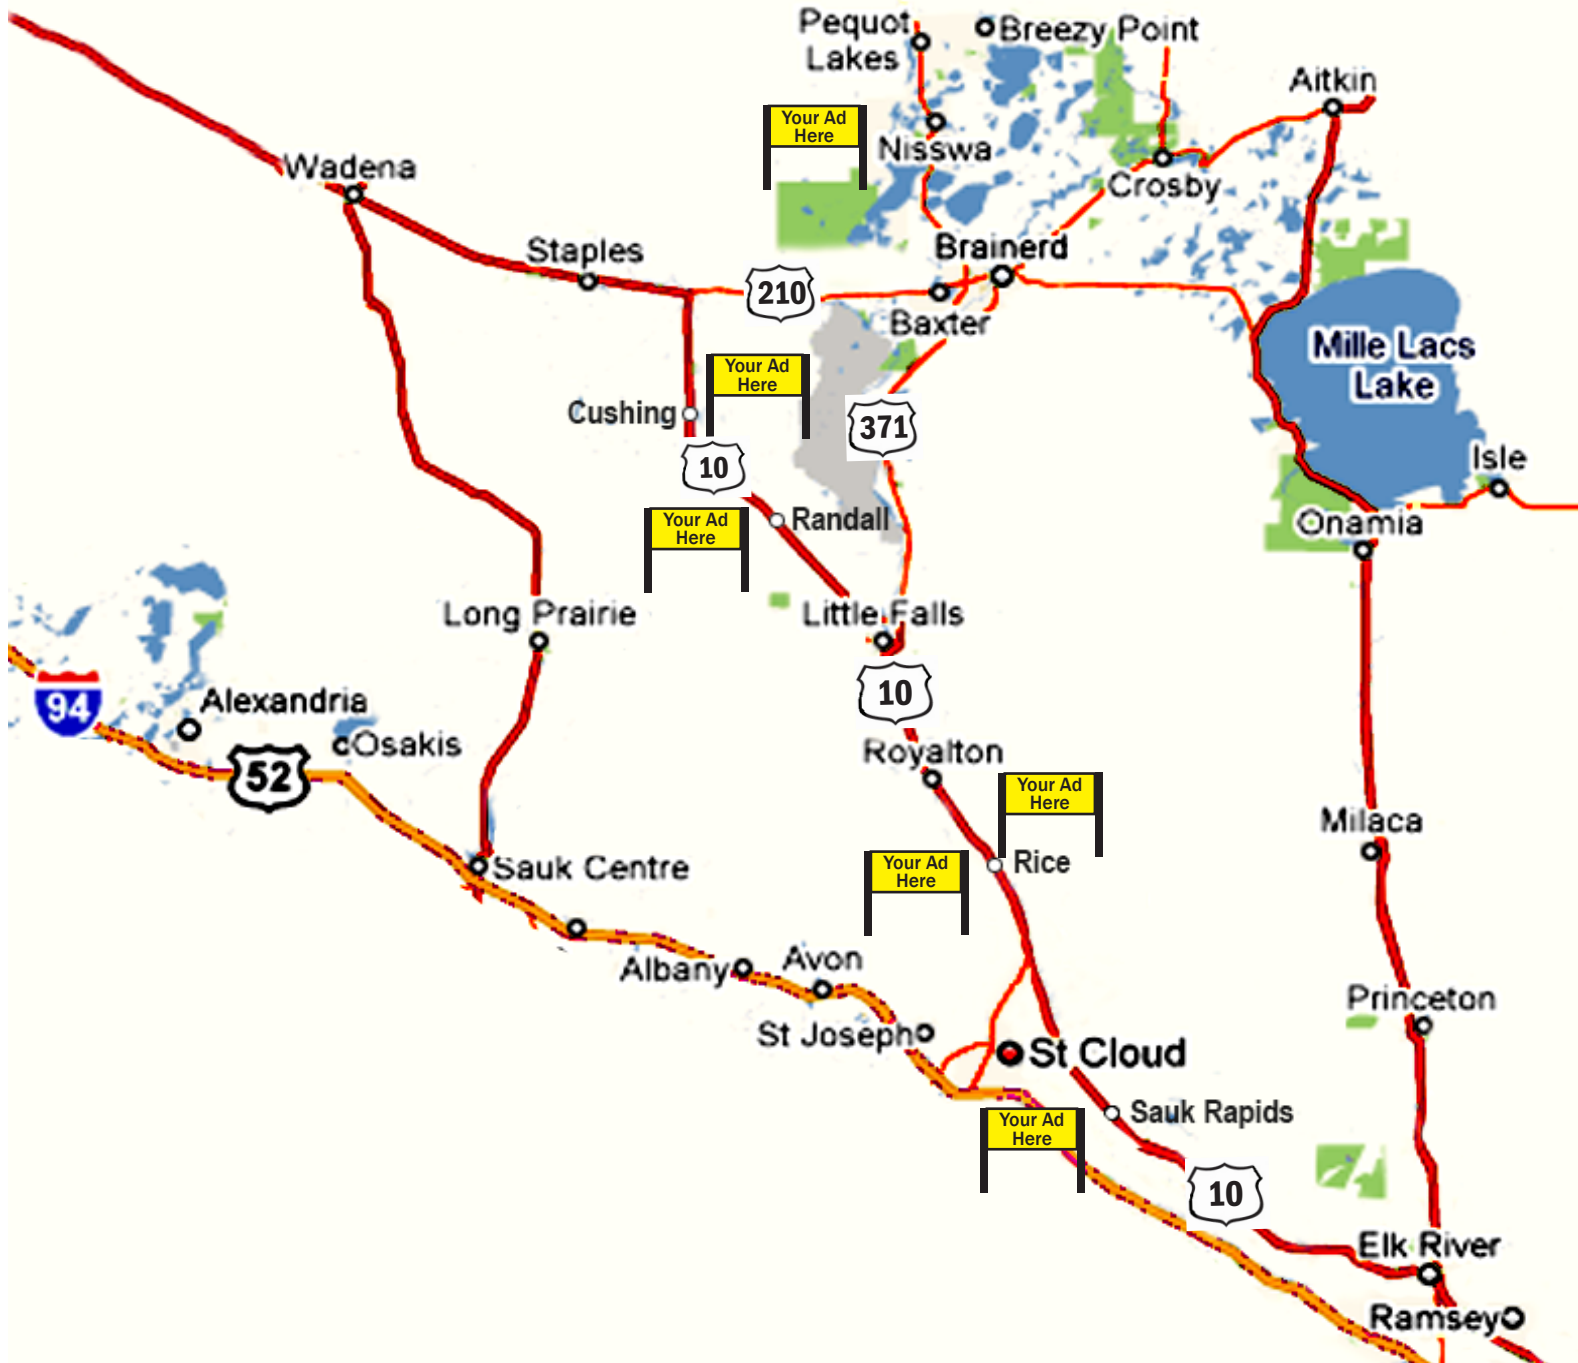 Pequot
Lakes
Breezy Point
Aitkin
Your Ad
Here
Nisswa
Wadena
Crosby
Staples
Brainerd
210
Baxter
Mille Lacs
Lake
Your Ad
Here
Cushing
371
10
Isle
Your Ad
Here
Randall
Onamia
Long Prairie
Little Falls
94
Alexandria
10
Osakis
52
Royalton
Your Ad
Here
Milaca
Your Ad
Here
Rice
Sauk Centre
Albany
Avon
Princeton
St Joseph
St Cloud
Your Ad
Here
Sauk Rapids
10
Elk River
Ramsey